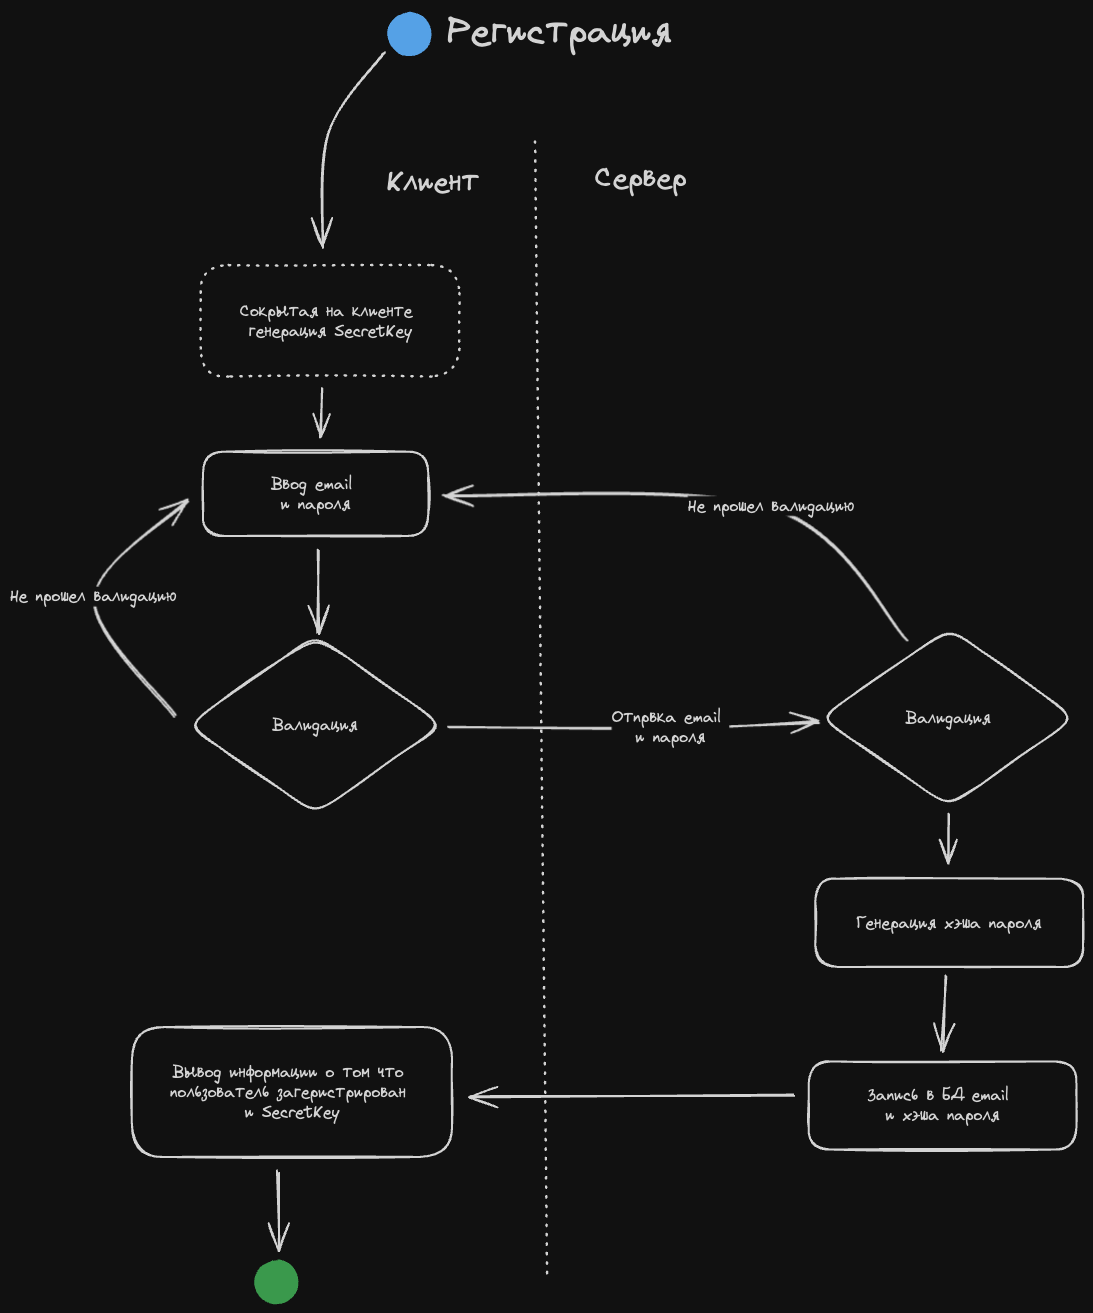 Регистрация
Клиент
Сервер
Сокрытая на клиенте
генерация SecretKey
Ввод email
и пароля
Не прошел валидацию
Не прошел валидацию
Валидация
Отпрвка email
и пароля
Валидация
Генерация хэша пароля
Вывод информации о том что
пользователь загеристрирован
и SecretKey
Запись в БД email
и хэша пароля